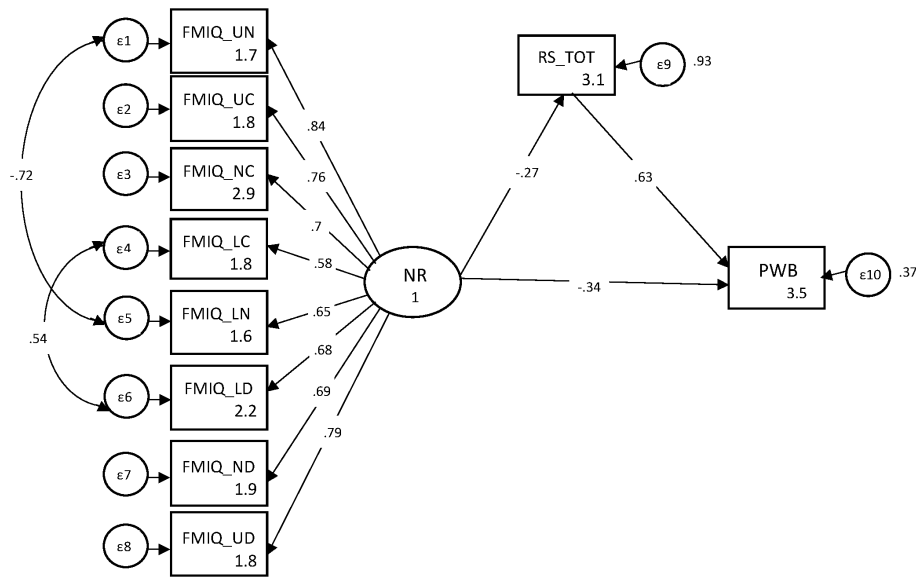 ε1
FMIQ_UN
1.7
ε2
FMIQ_UC
1.8
ε3
FMIQ_NC
2.9
ε4
FMIQ_LC
1.8
ε5
FMIQ_LN
1.6
ε6
FMIQ_LD
2.2
ε7
FMIQ_ND
1.9
ε8
FMIQ_UD
1.8
-.72
.54
.84
.76
.7
.58
.65
.68
.69
.79
NR
1
-.27
RS_TOT
3.1
ε9
.93
.63
-.34
PWB
3.5
ε10
.37